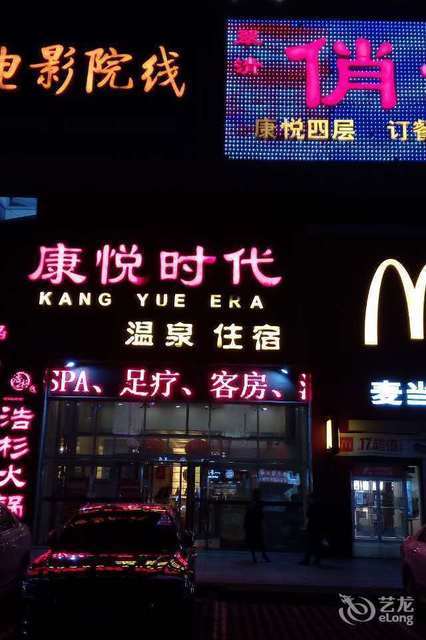 电影院线
俏
康悦四层 订餐
康悦时代
KANG YUE ERA
温泉 住宿
SPA、足疗、客房、
麦当
浩杉火锅
艺龙
eLong